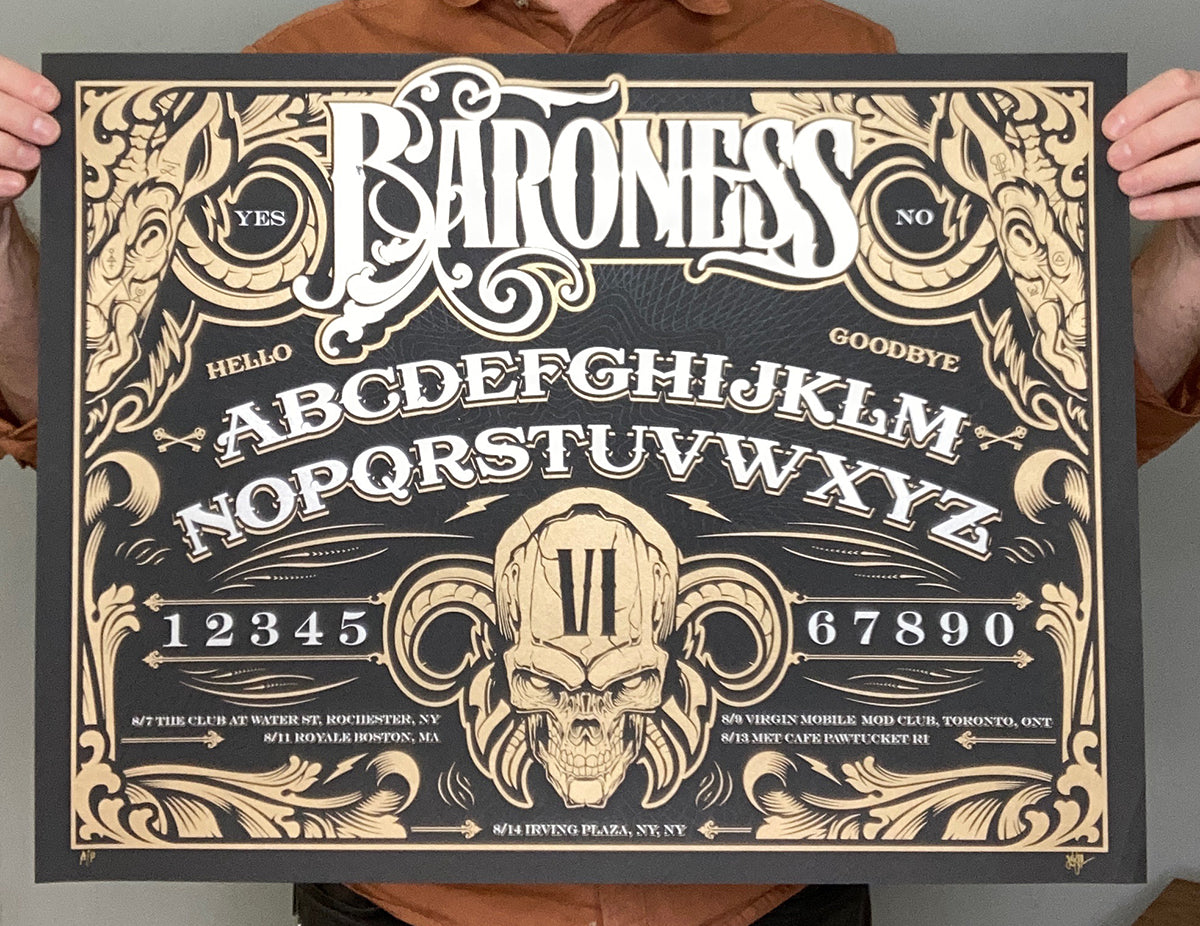 BARONESS
YES
NO
HELLO
GOODBYE
ABCDEFGHIJKLM
NOPQRSTUVWXYZ
VI
12345
67890
8/7 THE CLUB AT WATER ST, ROCHESTER, NY
8/11 ROYALE BOSTON, MA
8/9 VIRGIN MOBILE MOD CLUB, TORONTO, ONT
8/13 MET CAFE PAWTUCKET RI
8/14 IRVING PLAZA, NY, NY
A/P